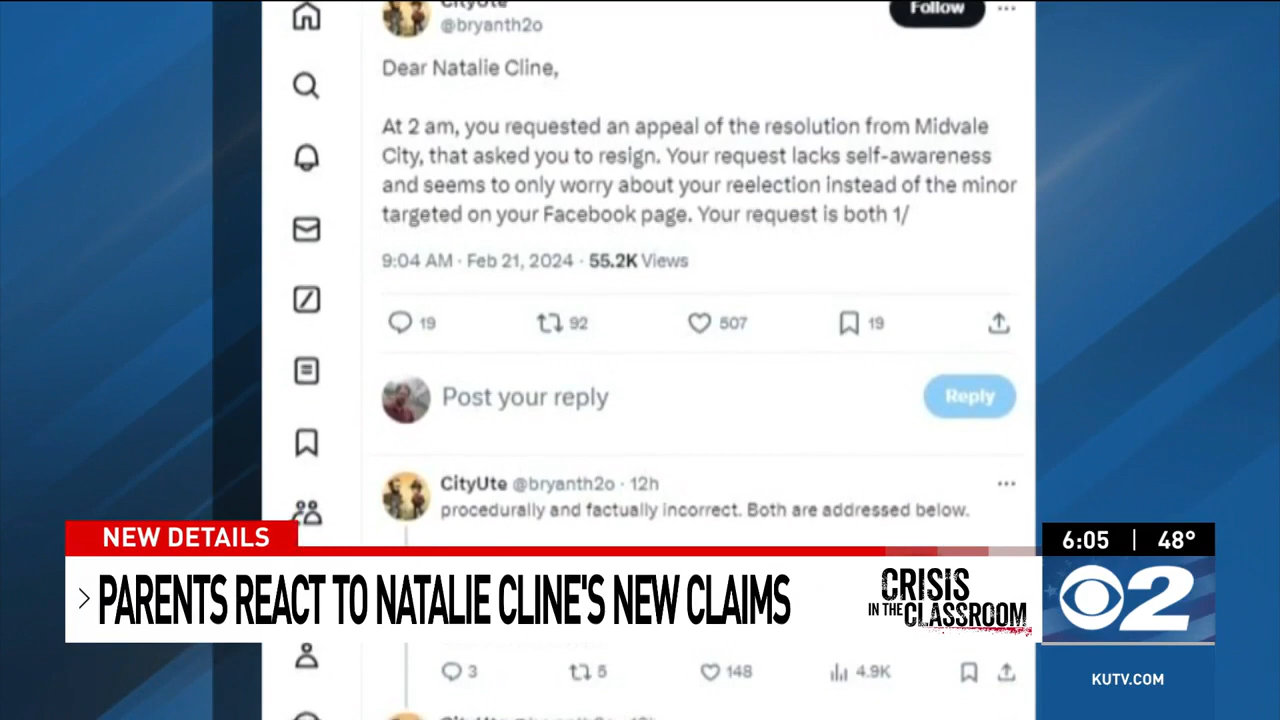 CityUte
@bryanth2o
Follow
Dear Natalie Cline,
At 2 am, you requested an appeal of the resolution from Midvale
City, that asked you to resign. Your request lacks self-awareness
and seems to only worry about your reelection instead of the minor
targeted on your Facebook page. Your request is both 1/
9:04 AM · Feb 21, 2024 · 55.2K Views
19 92 507 19
Post your reply
Reply
CityUte @bryanth2o · 12h
procedurally and factually incorrect. Both are addressed below.
NEW DETAILS
PARENTS REACT TO NATALIE CLINE'S NEW CLAIMS
CRISIS
IN THE CLASSROOM
6:05 | 48°
2
KUTV.COM
3 5 148 4.9K